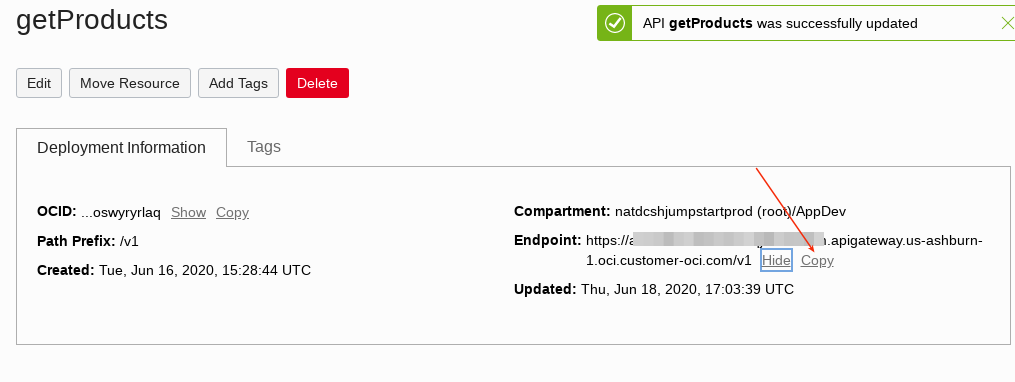 getProducts
API getProducts was successfully updated
Edit Move Resource Add Tags Delete
Deployment Information Tags
OCID: ...oswyryrlaq Show Copy
Path Prefix: /v1
Created: Tue, Jun 16, 2020, 15:28:44 UTC
Compartment: natdcshjumpstartprod (root)/AppDev
Endpoint: https:// .apigateway.us-ashburn-
1.oci.customer-oci.com/v1 Hide Copy
Updated: Thu, Jun 18, 2020, 17:03:39 UTC